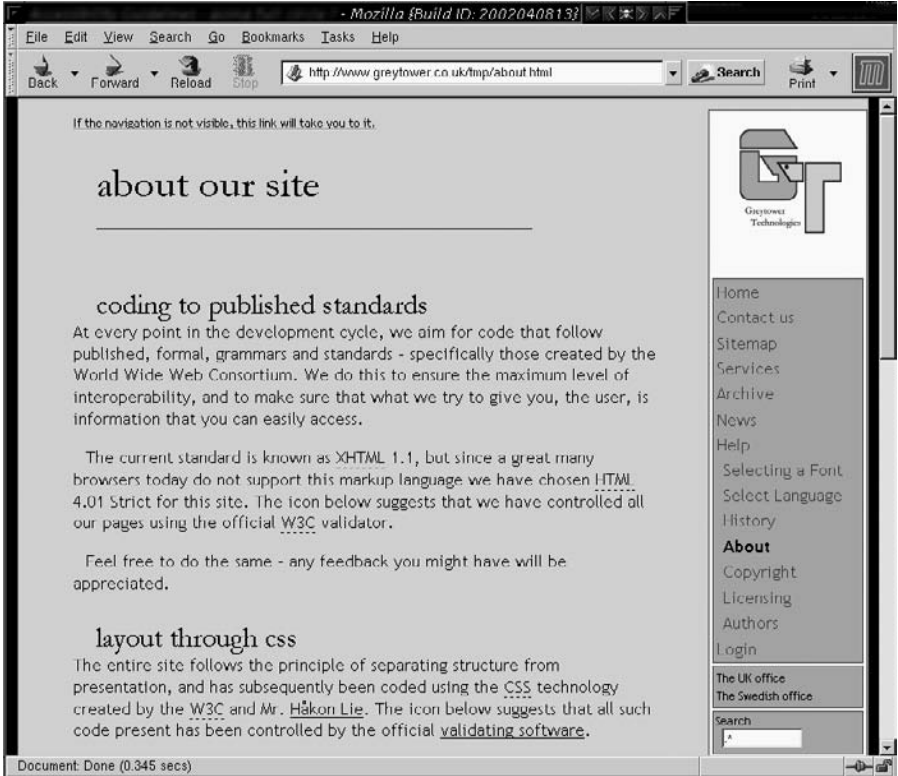 - Mozilla {Build ID: 2002040813}
File Edit View Search Go Bookmarks Tasks Help
Back Forward Reload Stop http://www.greytower.co.uk/tmp/about.html Search Print
If the navigation is not visible, this link will take you to it.
about our site
coding to published standards
At every point in the development cycle, we aim for code that follow
published, formal, grammars and standards - specifically those created by the
World Wide Web Consortium. We do this to ensure the maximum level of
interoperability, and to make sure that what we try to give you, the user, is
information that you can easily access.
The current standard is known as XHTML 1.1, but since a great many
browsers today do not support this markup language we have chosen HTML
4.01 Strict for this site. The icon below suggests that we have controlled all
our pages using the official W3C validator.
Feel free to do the same - any feedback you might have will be
appreciated.
layout through css
The entire site follows the principle of separating structure from
presentation, and has subsequently been coded using the CSS technology
created by the W3C and Mr. Håkon Lie. The icon below suggests that all such
code present has been controlled by the official validating software.
GT
Greytower
Technologies
Home
Contact us
Sitemap
Services
Archive
News
Help
Selecting a Font
Select Language
History
About
Copyright
Licensing
Authors
Login
The UK office
The Swedish office
Search
.*
Document: Done (0.345 secs)